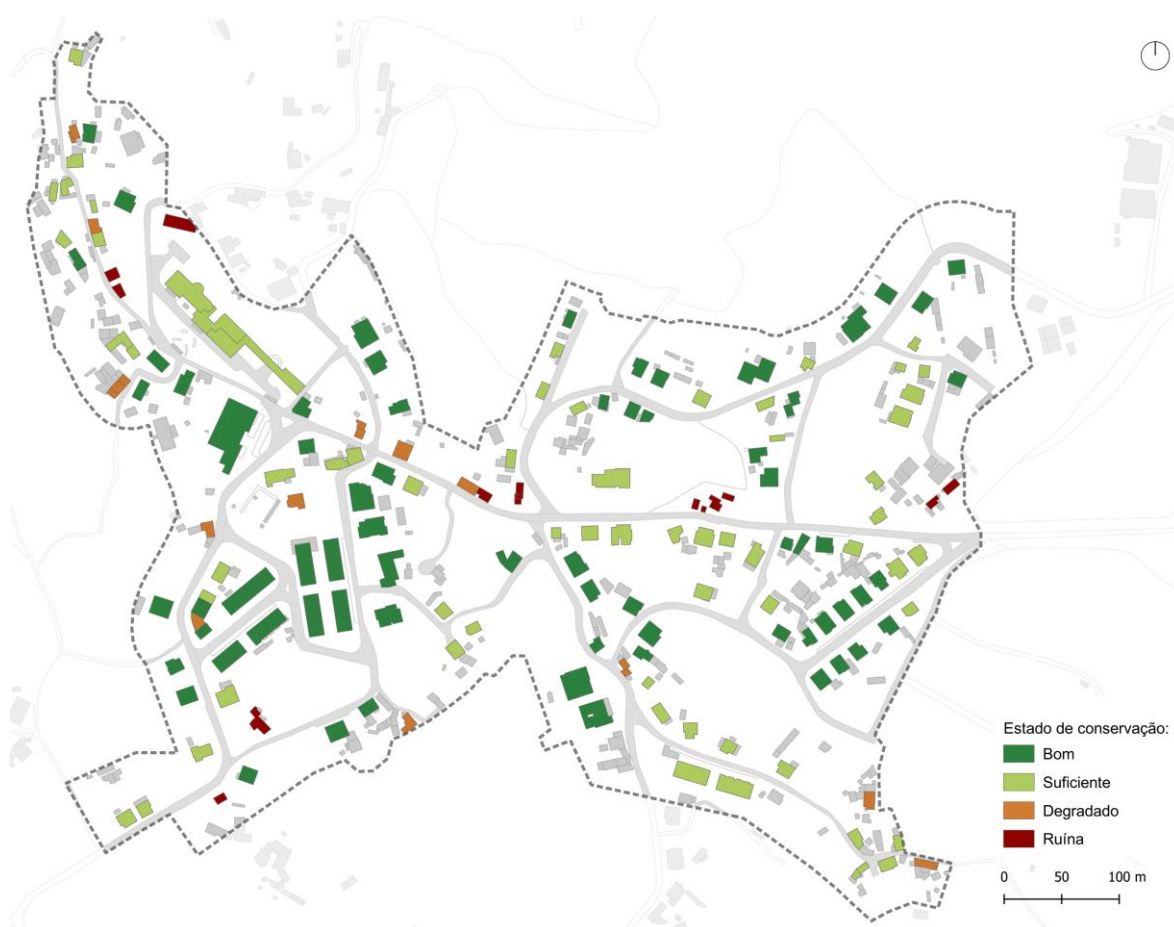 Estado de conservação:
Bom
Suficiente
Degradado
Ruína
0 50 100 m